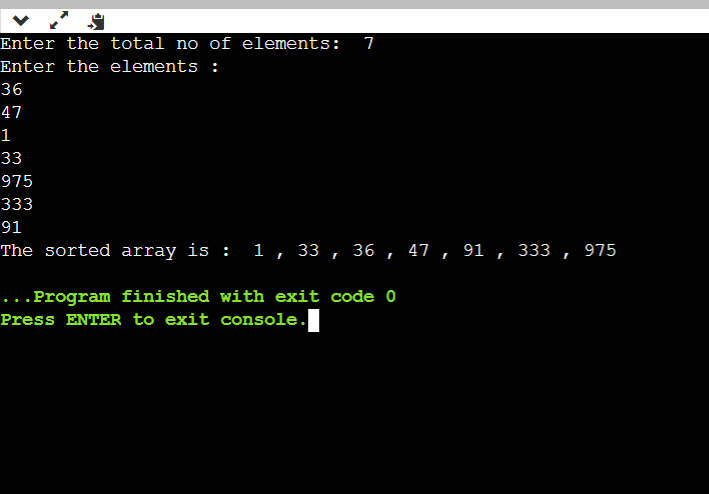 Enter the total no of elements:  7
Enter the elements :
36
47
1
33
975
333
91
The sorted array is :  1 , 33 , 36 , 47 , 91 , 333 , 975
...Program finished with exit code 0
Press ENTER to exit console.